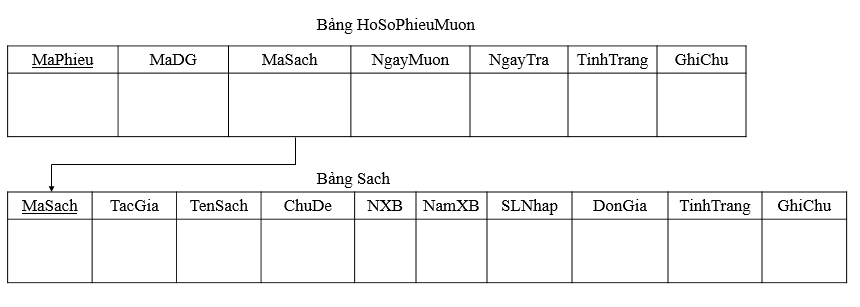 Bảng HoSoPhieuMuon
MaPhieu MaDG MaSach NgayMuon NgayTra TinhTrang GhiChu
Bảng Sach
MaSach TacGia TenSach ChuDe NXB NamXB SLNhap DonGia TinhTrang GhiChu